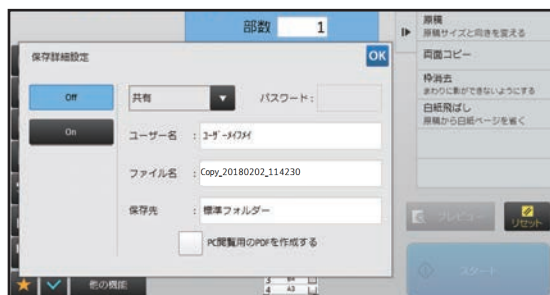 部数 1
原稿
原稿サイズと向きを変える
両面コピー
枠消去
まわりに影ができないようにする
白紙飛ばし
原稿から白紙ページを省く
保存詳細設定 OK
Off 共有 パスワード:
On ユーザー名 : ユーザーメイフメイ
ファイル名 : Copy_20180202_114230
保存先 : 標準フォルダー
PC閲覧用のPDFを作成する
プレビュー リセット
スタート
他の機能
4 A3